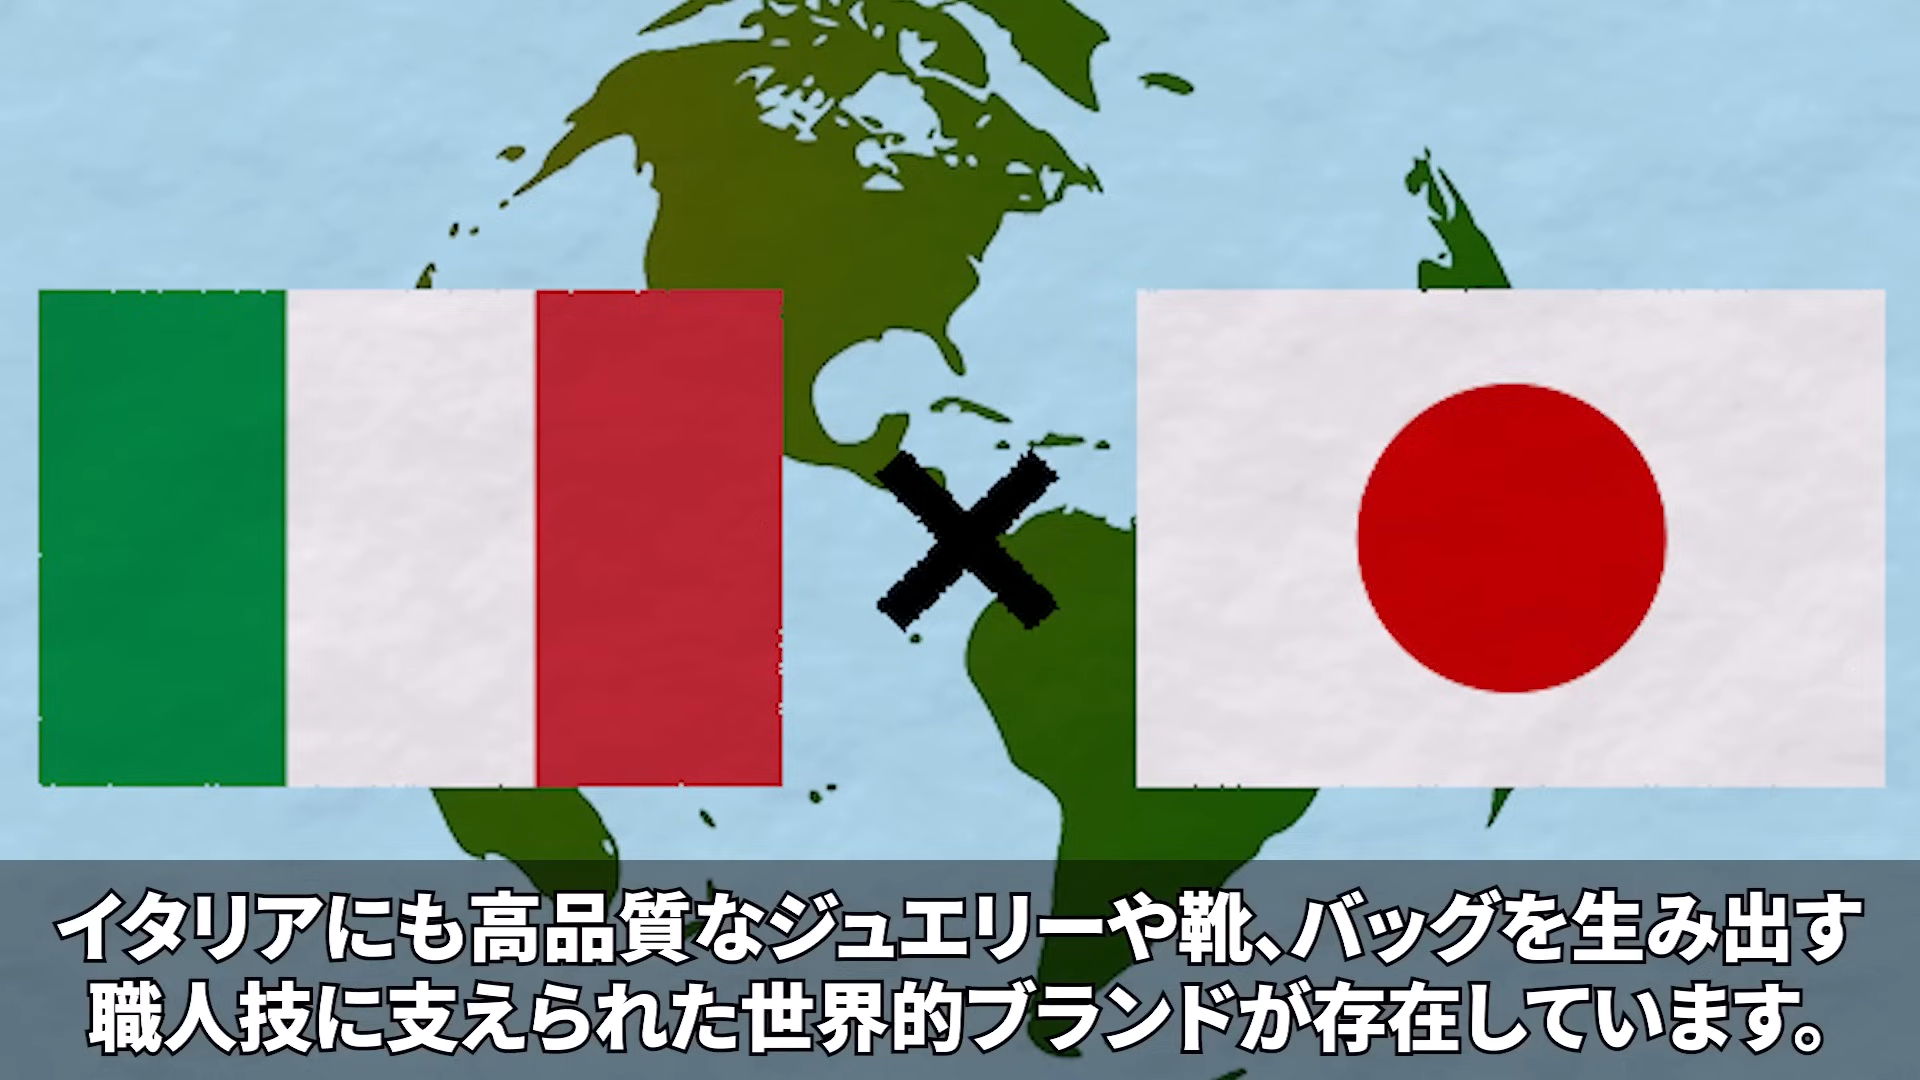 イタリアにも高品質なジュエリーや靴、バッグを生み出す
職人技に支えられた世界的ブランドが存在しています。